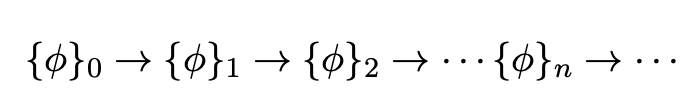 {ϕ}₀ → {ϕ}₁ → {ϕ}₂ → ⋯ {ϕ}ₙ → ⋯